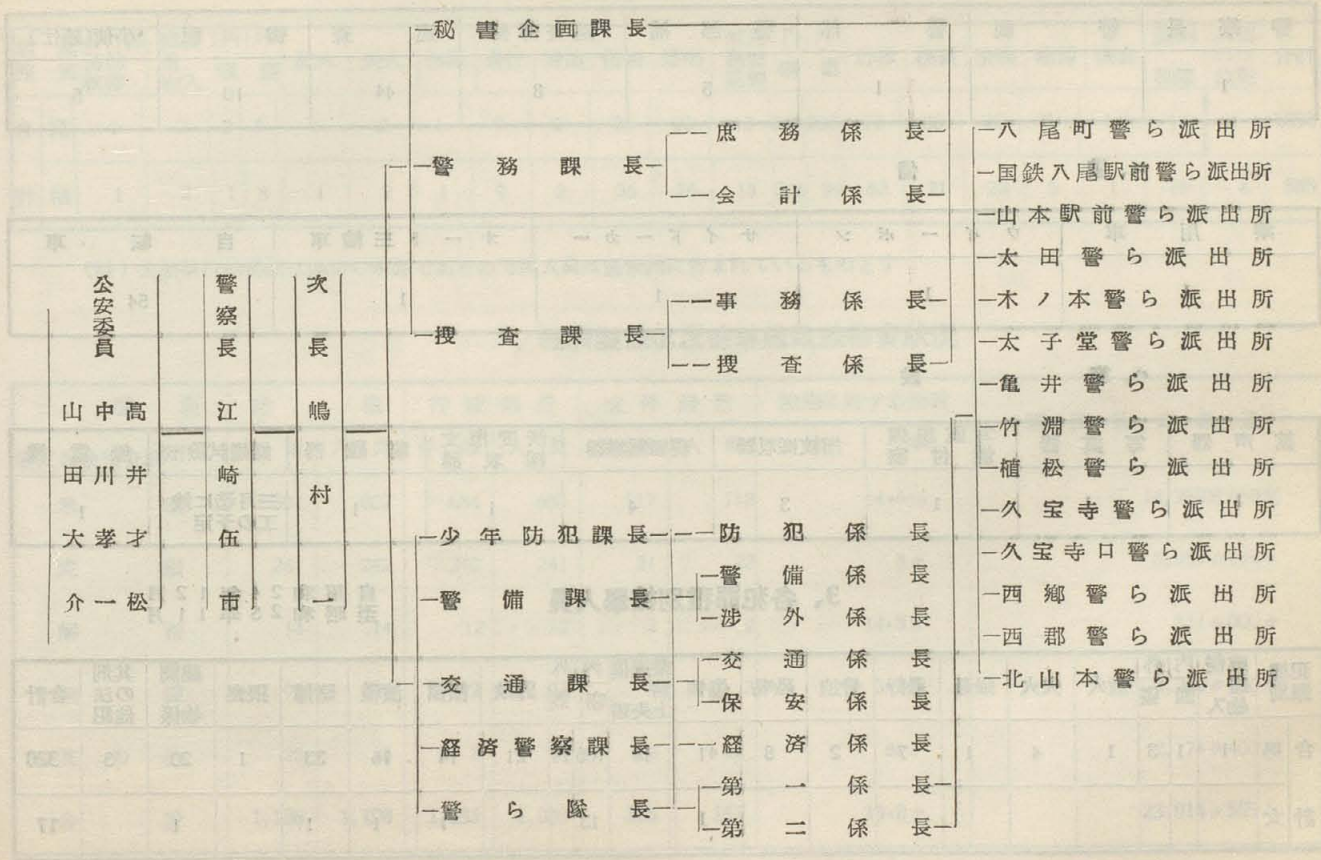 公安委員
高井才松
中川孝一
山田大介
警察長 江崎伍市
次長 嶋村一
秘書企画課長
警務課長
捜査課長
少年防犯課長
警備課長
交通課長
経済警察課長
警ら隊長
庶務係長
会計係長
事務係長
捜査係長
防犯係長
警備係長
渉外係長
交通係長
保安係長
経済係長
第一係長
第二係長
八尾町警ら派出所
国鉄八尾駅前警ら派出所
山本駅前警ら派出所
太田警ら派出所
木ノ本警ら派出所
太子堂警ら派出所
亀井警ら派出所
竹淵警ら派出所
植松警ら派出所
久宝寺警ら派出所
久宝寺口警ら派出所
西郷警ら派出所
西郡警ら派出所
北山本警ら派出所